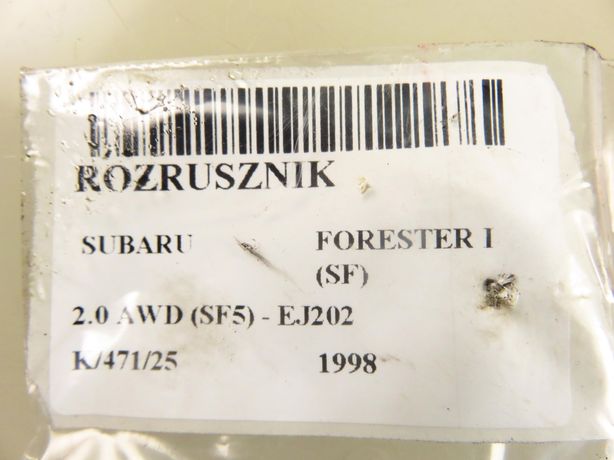 ROZRUSZNIK
SUBARU FORESTER I
(SF)
2.0 AWD (SF5) - EJ202
K/471/25 1998